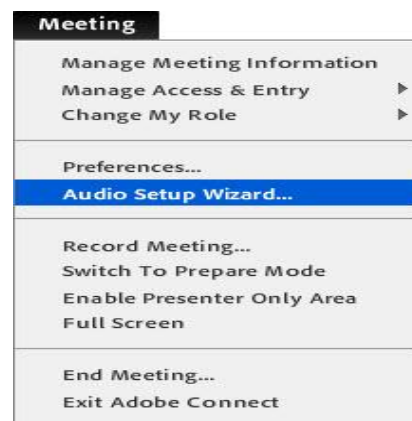 Meeting
Manage Meeting Information
Manage Access & Entry
Change My Role
Preferences...
Audio Setup Wizard...
Record Meeting...
Switch To Prepare Mode
Enable Presenter Only Area
Full Screen
End Meeting...
Exit Adobe Connect